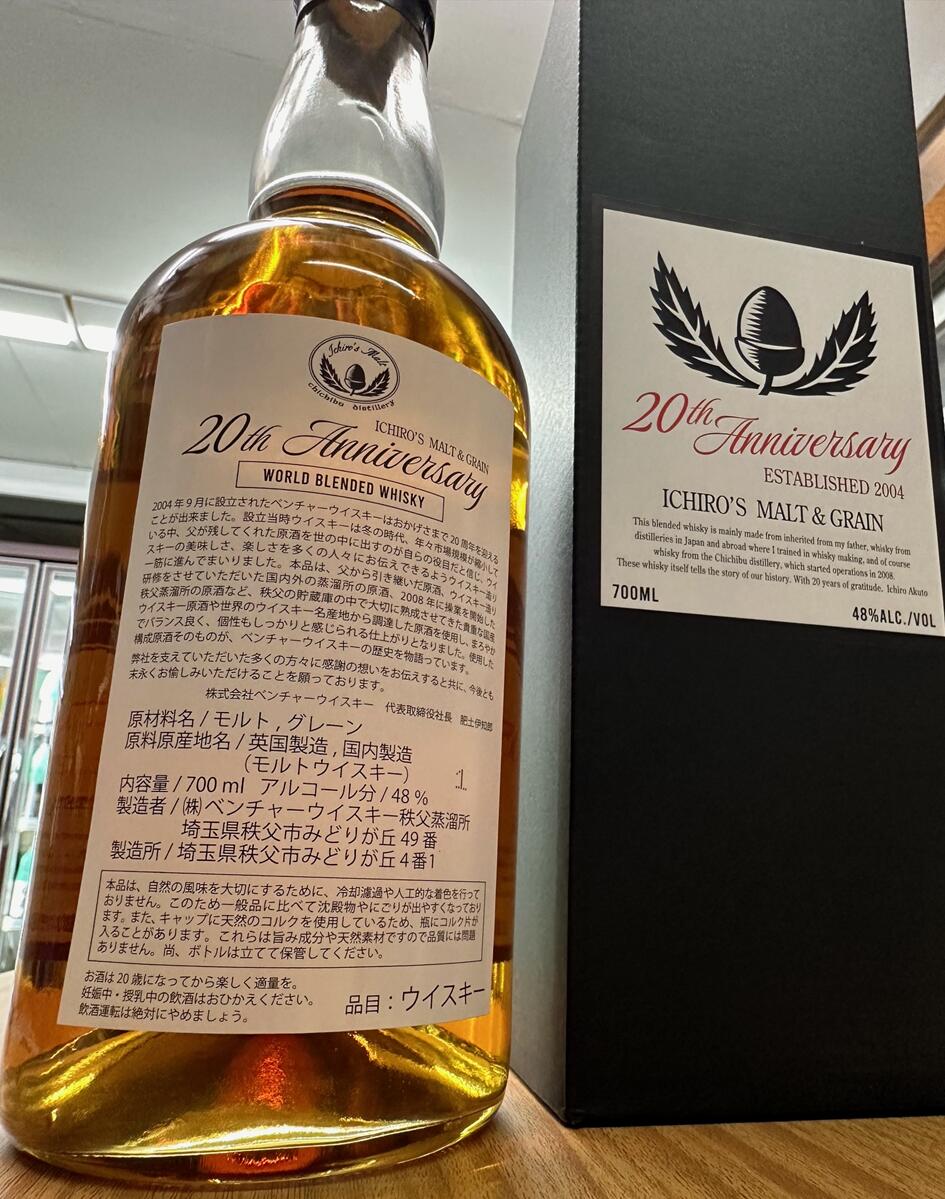 Ichiro's Malt
chichibu distillery
ICHIRO'S MALT & GRAIN
20th Anniversary
WORLD BLENDED WHISKY
2004年9月に設立されたベンチャーウイスキーはおかげさまで20周年を迎える
ことが出来ました。設立当時ウイスキーは冬の時代、年々市場規模が縮小して
いる中、父が残してくれた原酒を世の中に出すのが自らの役目だと信じ、ウイ
スキーの美味しさ、楽しさを多くの人々にお伝えできるようウイスキー造り
一筋に進んでまいりました。本品は、父から引き継いだ原酒、ウイスキー造り
研修をさせていただいた国内外の蒸溜所の原酒、2008年に操業を開始した
秩父蒸溜所の原酒など、秩父の貯蔵庫の中で大切に熟成させてきた貴重な国産
ウイスキー原酒や世界のウイスキー名産地から調達した原酒を使用し、まろやか
でバランス良く、個性もしっかりと感じられる仕上がりとなりました。使用した
構成原酒そのものが、ベンチャーウイスキーの歴史を物語っています。
弊社を支えていただいた多くの方々に感謝の想いをお伝えすると共に、今後とも
末永くお愉しみいただけることを願っております。
株式会社ベンチャーウイスキー 代表取締役社長 肥土伊知郎
原材料名 / モルト , グレーン
原料原産地名 / 英国製造 , 国内製造
(モルトウイスキー)
内容量 / 700 ml アルコール分 / 48 %
製造者 / ㈱ベンチャーウイスキー秩父蒸溜所
埼玉県秩父市みどりが丘 49 番
製造所 / 埼玉県秩父市みどりが丘 4 番1
本品は、自然の風味を大切にするために、冷却濾過や人工的な着色を行って
おりません。このため一般品に比べて沈殿物やにごりが出やすくなっており
ます。また、キャップに天然のコルクを使用しているため、瓶にコルク片が
入ることがあります。これらは旨み成分や天然素材ですので品質には問題
ありません。尚、ボトルは立てて保管してください。
お酒は20歳になってから楽しく適量を。
妊娠中・授乳中の飲酒はおひかえください。
飲酒運転は絶対にやめましょう。
品目：ウイスキー
20th Anniversary
ESTABLISHED 2004
ICHIRO'S MALT & GRAIN
This blended whisky is mainly made from inherited from my father, whisky from
distilleries in Japan and abroad where I trained in whisky making, and of course
whisky from the Chichibu distillery, which started operations in 2008.
These whisky itself tells the story of our history. With 20 years of gratitude. Ichiro Akuto
700ML
48%ALC./VOL